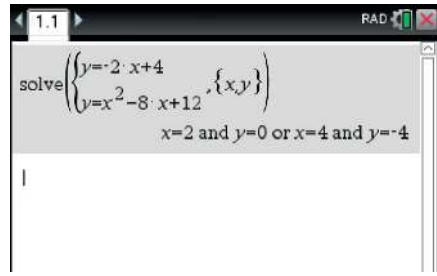 1.1 RAD
solve({y=-2·x+4
y=x²-8·x+12 ,{x,y})
x=2 and y=0 or x=4 and y=-4